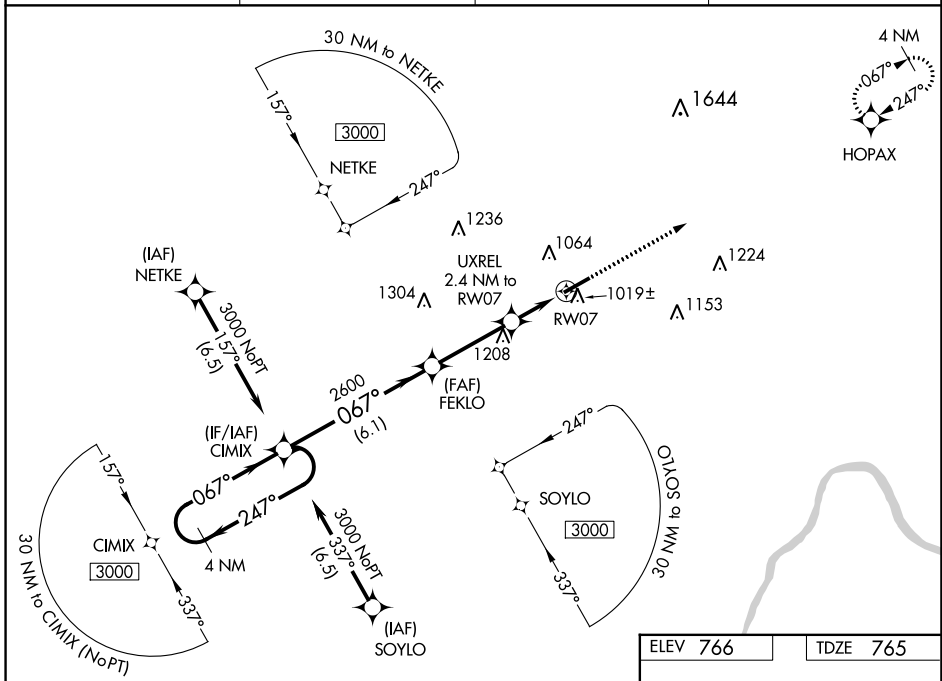 30 NM to NETKE
157°
3000
NETKE
247°
1644
4 NM
067°
247°
HOPAX
(IAF)
NETKE
3000 NoPT
157°
(6.5)
1236
1064
UXREL
2.4 NM to
RW07
1304
1224
1019±
RW07
1153
1208
(FAF)
FEKLO
2600
067°
(6.1)
(IF/IAF)
CIMIX
067°
247°
4 NM
157°
CIMIX
3000
337°
30 NM to CIMIX (NoPT)
3000 NoPT
337°
(6.5)
(IAF)
SOYLO
247°
SOYLO
3000
337°
30 NM to SOYLO
ELEV 766
TDZE 765